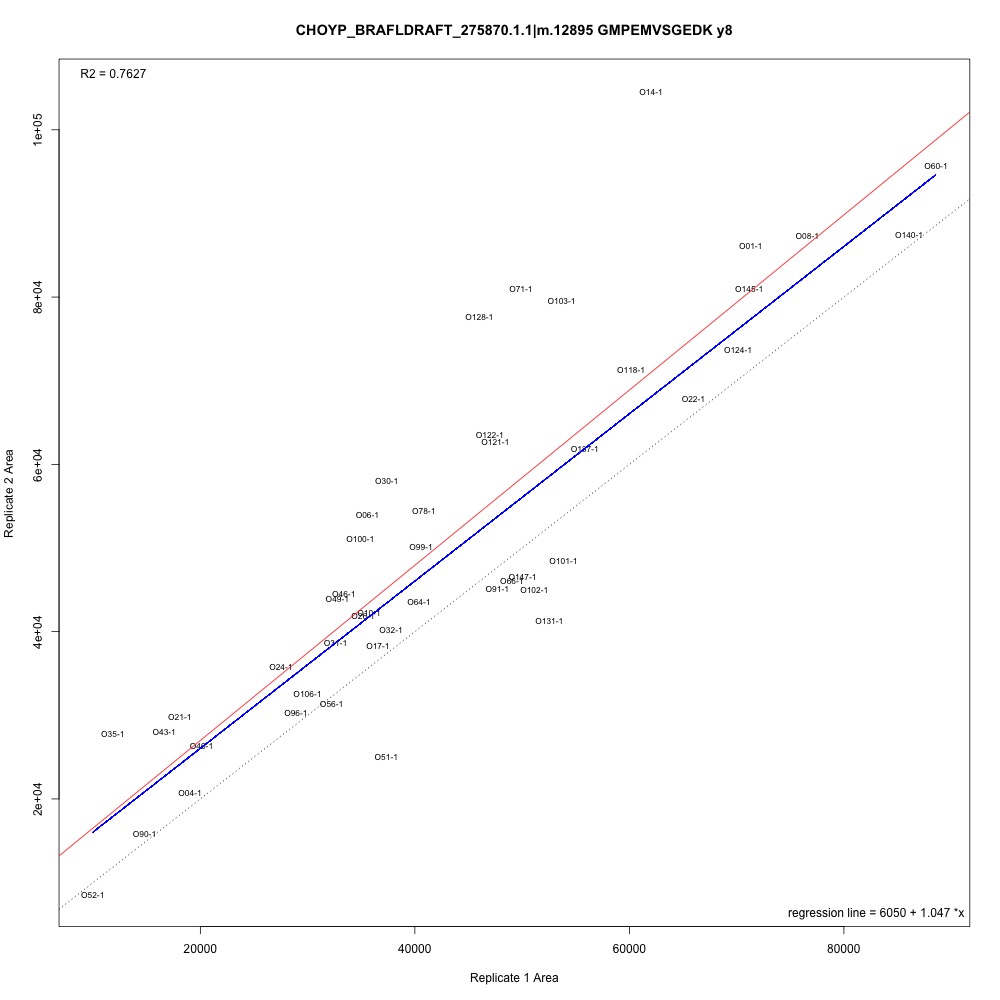 CHOYP_BRAFLDRAFT_275870.1.1|m.12895 GMPEMVSGEDK y8
R2 = 0.7627
O14-1
1e+05
O60-1
O08-1
O140-1
O01-1
O71-1
O145-1
8e+04
O103-1
O128-1
O124-1
O118-1
O22-1
O122-1
O121-1
O137-1
6e+04
O30-1
O78-1
O06-1
O100-1
O99-1
O101-1
O147-1
O66-1
O91-1
O102-1
O46-1
O49-1
O64-1
O10-1
O131-1
O32-1
4e+04
O31-1
O17-1
O24-1
O106-1
O56-1
O96-1
O21-1
O43-1
O35-1
O51-1
O04-1
2e+04
O90-1
O52-1
regression line = 6050 + 1.047 *x
20000 40000 60000 80000
Replicate 1 Area
Replicate 2 Area